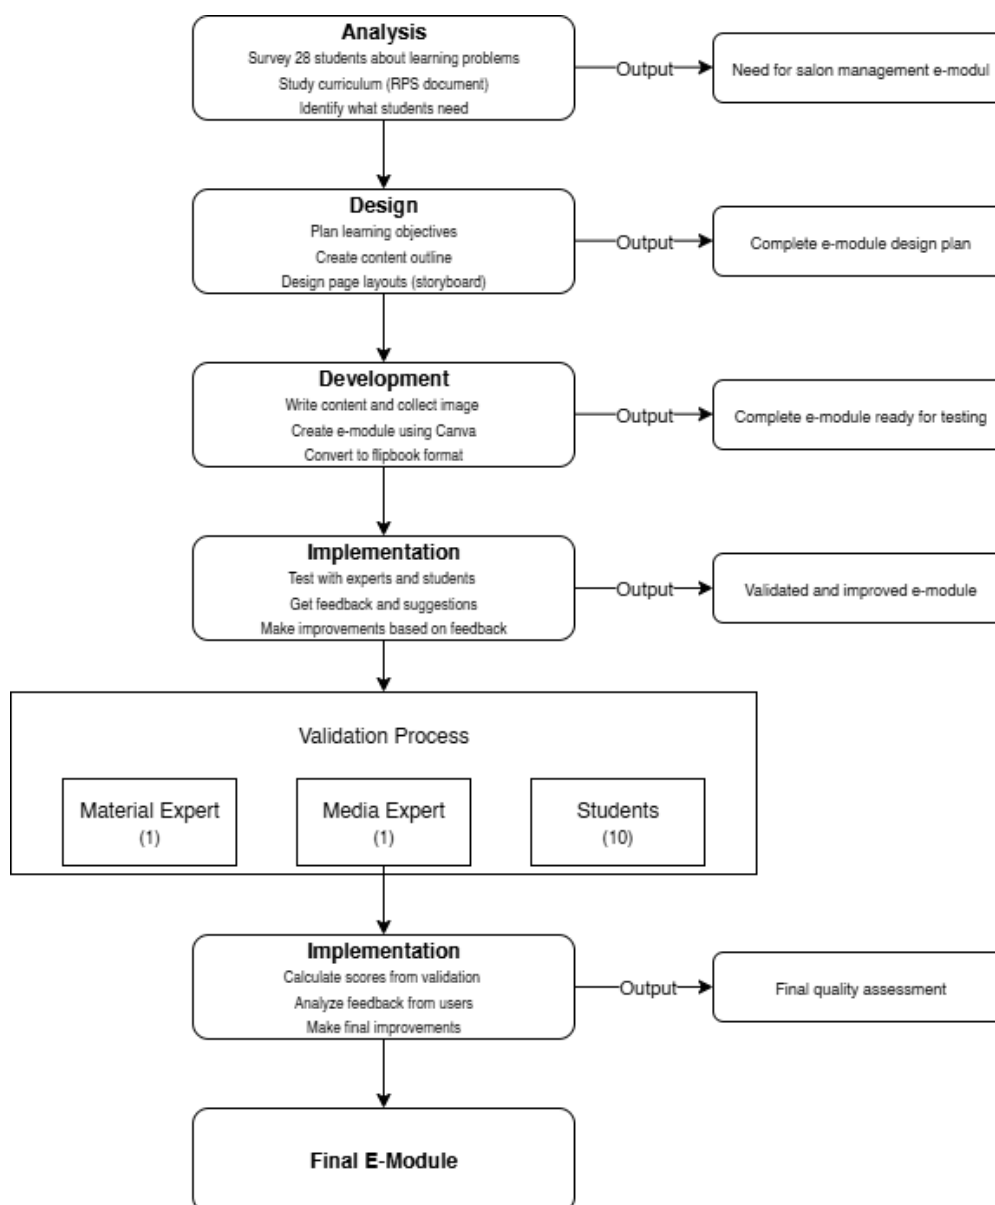 Analysis
Survey 28 students about learning problems
Study curriculum (RPS document)
Identify what students need
Output
Need for salon management e-modul
Design
Plan learning objectives
Create content outline
Design page layouts (storyboard)
Output
Complete e-module design plan
Development
Write content and collect image
Create e-module using Canva
Convert to flipbook format
Output
Complete e-module ready for testing
Implementation
Test with experts and students
Get feedback and suggestions
Make improvements based on feedback
Output
Validated and improved e-module
Validation Process
Material Expert
(1)
Media Expert
(1)
Students
(10)
Implementation
Calculate scores from validation
Analyze feedback from users
Make final improvements
Output
Final quality assessment
Final E-Module